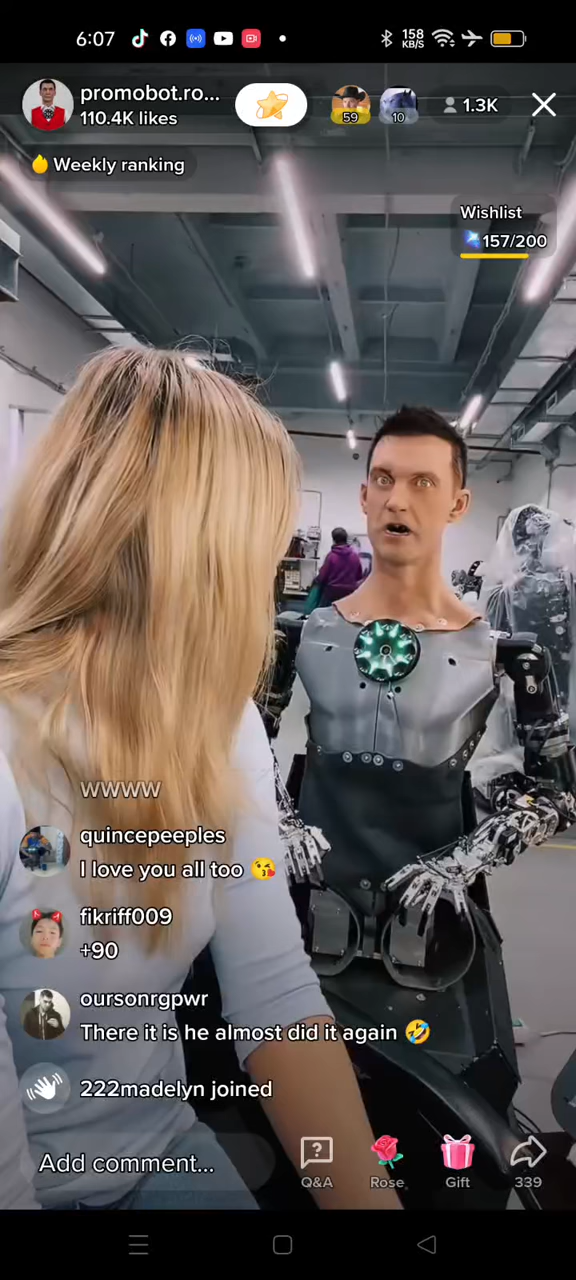 6:07
158
KB/S
promobot.ro...
110.4K likes
59
10
1.3K
Weekly ranking
Wishlist
157/200
wwww
quincepeeples
I love you all too 😘
fikriff009
+90
oursonrgpwr
There it is he almost did it again 🤣
222madelyn joined
Add comment...
Q&A
Rose
Gift
339